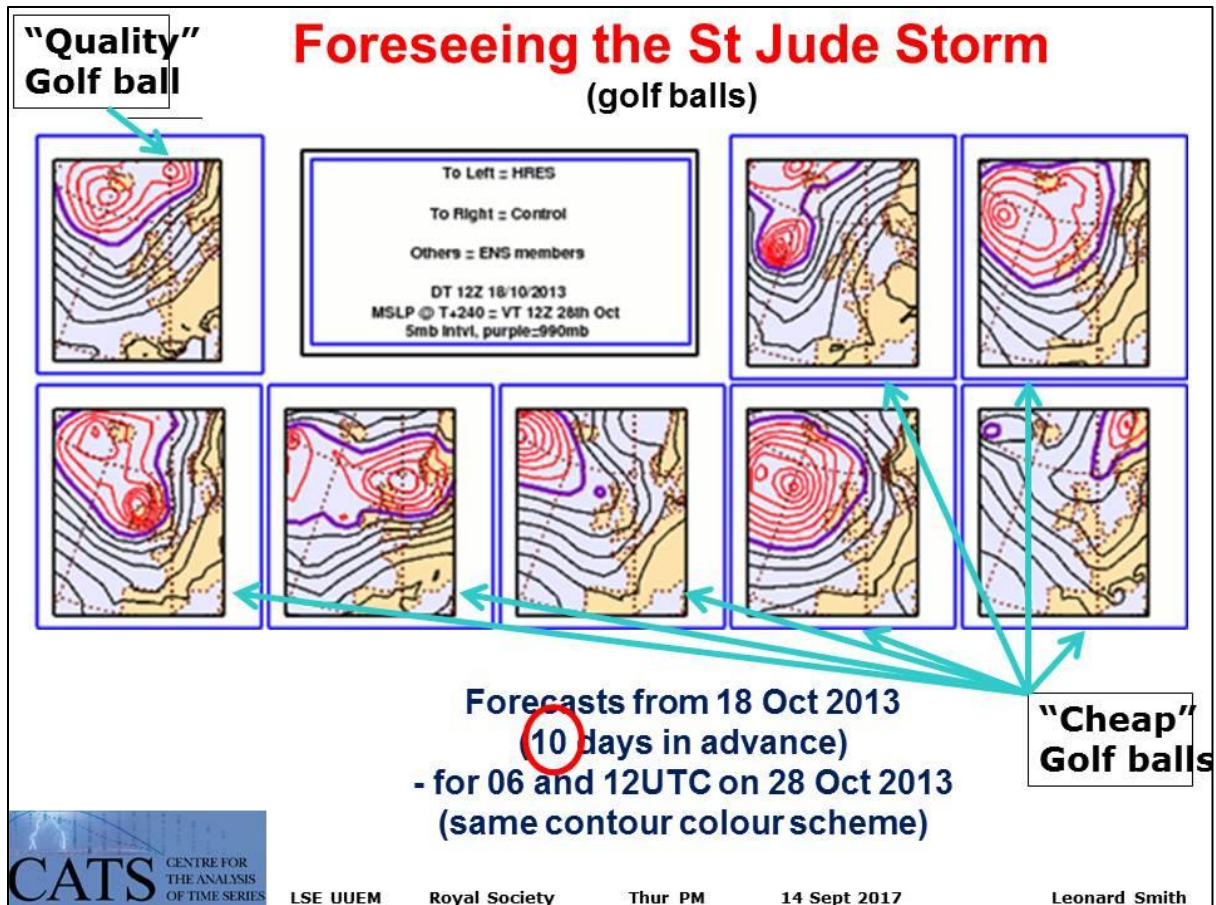 “Quality”
Golf ball
Foreseeing the St Jude Storm
(golf balls)
To Left = HRES
To Right = Control
Others = ENS members
DT 12Z 18/10/2013
MSLP @ T+240 = VT 12Z 28th Oct
5mb Intvl, purple=990mb
Forecasts from 18 Oct 2013
(10 days in advance)
- for 06 and 12UTC on 28 Oct 2013
(same contour colour scheme)
“Cheap”
Golf balls
CATS
CENTRE FOR
THE ANALYSIS
OF TIME SERIES
LSE UUEM Royal Society Thur PM 14 Sept 2017 Leonard Smith